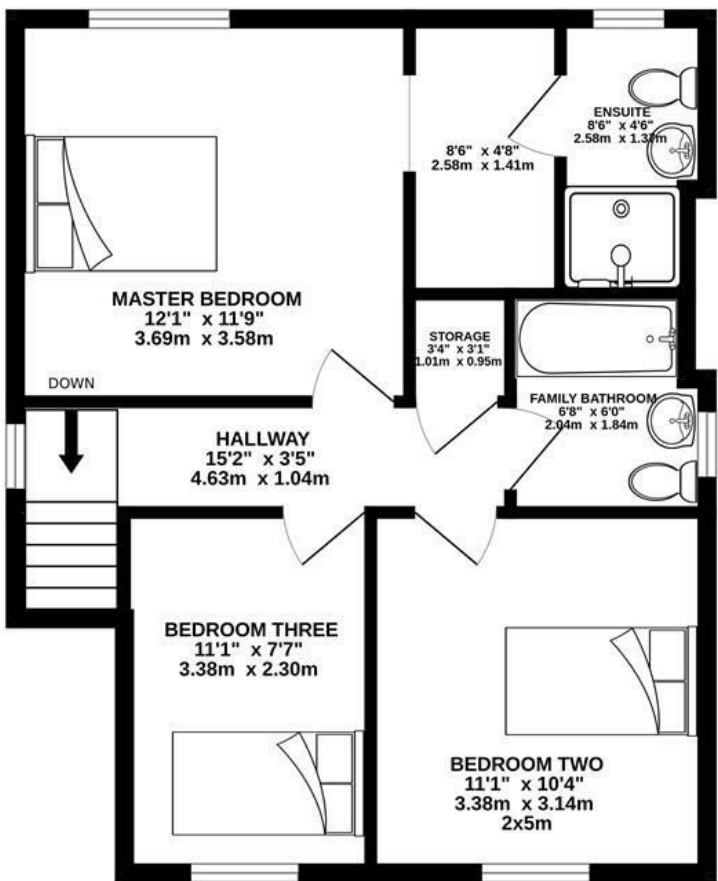 ENSUITE
8'6" x 4'6"
2.58m x 1.37m
8'6" x 4'8"
2.58m x 1.41m
MASTER BEDROOM
12'1" x 11'9"
3.69m x 3.58m
STORAGE
3'4" x 3'1"
1.01m x 0.95m
DOWN
FAMILY BATHROOM
6'8" x 6'0"
2.04m x 1.84m
HALLWAY
15'2" x 3'5"
4.63m x 1.04m
BEDROOM THREE
11'1" x 7'7"
3.38m x 2.30m
BEDROOM TWO
11'1" x 10'4"
3.38m x 3.14m
2x5m